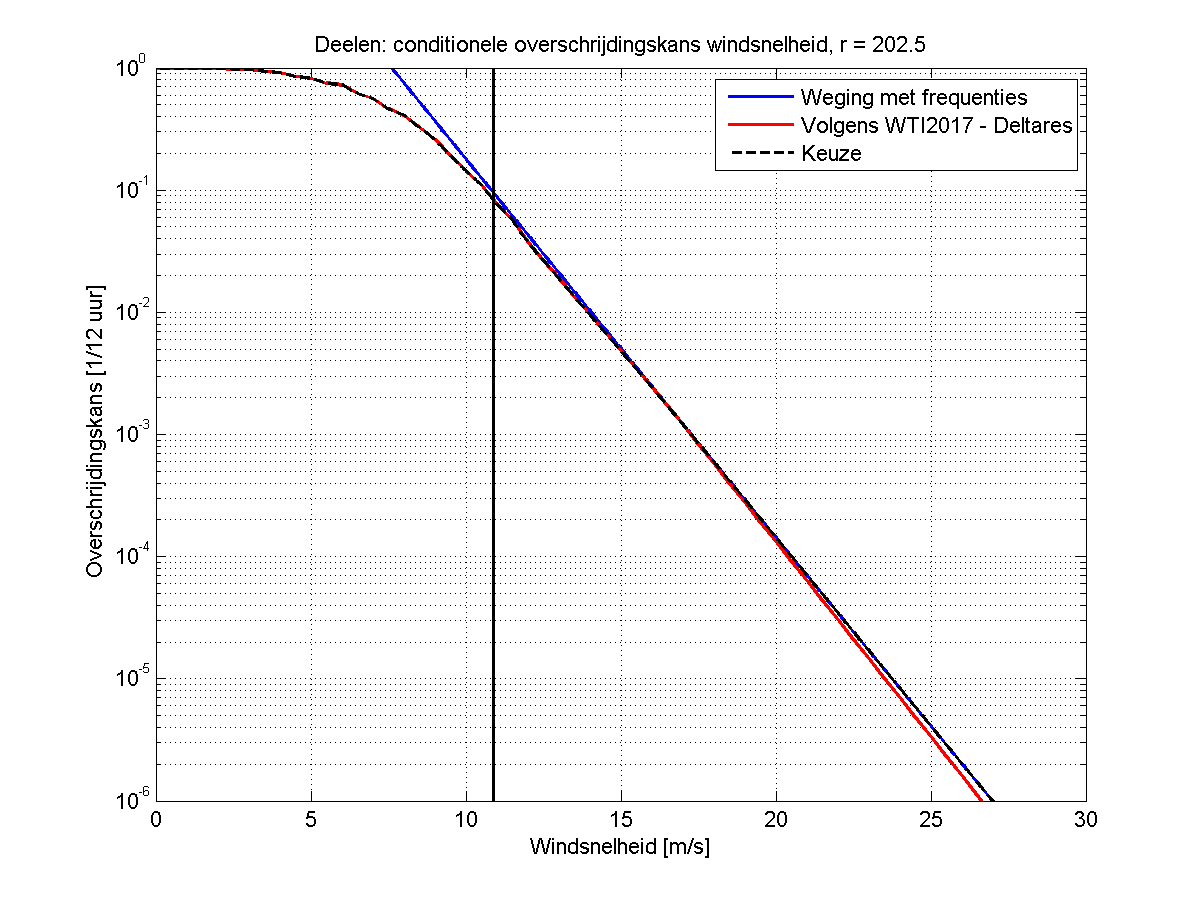 Deelen: conditionele overschrijdingskans windsnelheid, r = 202.5
Weging met frequenties
Volgens WTI2017 - Deltares
Keuze
Overschrijdingskans [1/12 uur]
10^0
10^-1
10^-2
10^-3
10^-4
10^-5
10^-6
0 5 10 15 20 25 30
Windsnelheid [m/s]